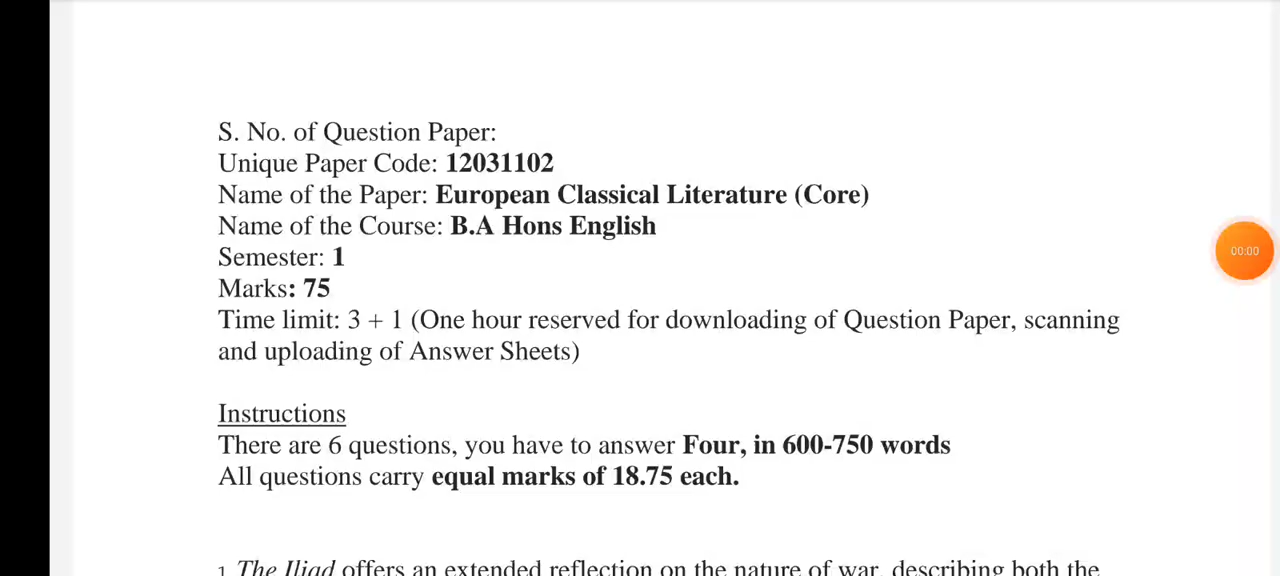 S. No. of Question Paper:
Unique Paper Code: 12031102
Name of the Paper: European Classical Literature (Core)
Name of the Course: B.A Hons English
Semester: 1
Marks: 75
Time limit: 3 + 1 (One hour reserved for downloading of Question Paper, scanning
and uploading of Answer Sheets)
00:00
Instructions
There are 6 questions, you have to answer Four, in 600-750 words
All questions carry equal marks of 18.75 each.
1. The Iliad offers an extended reflection on the nature of war, describing both the